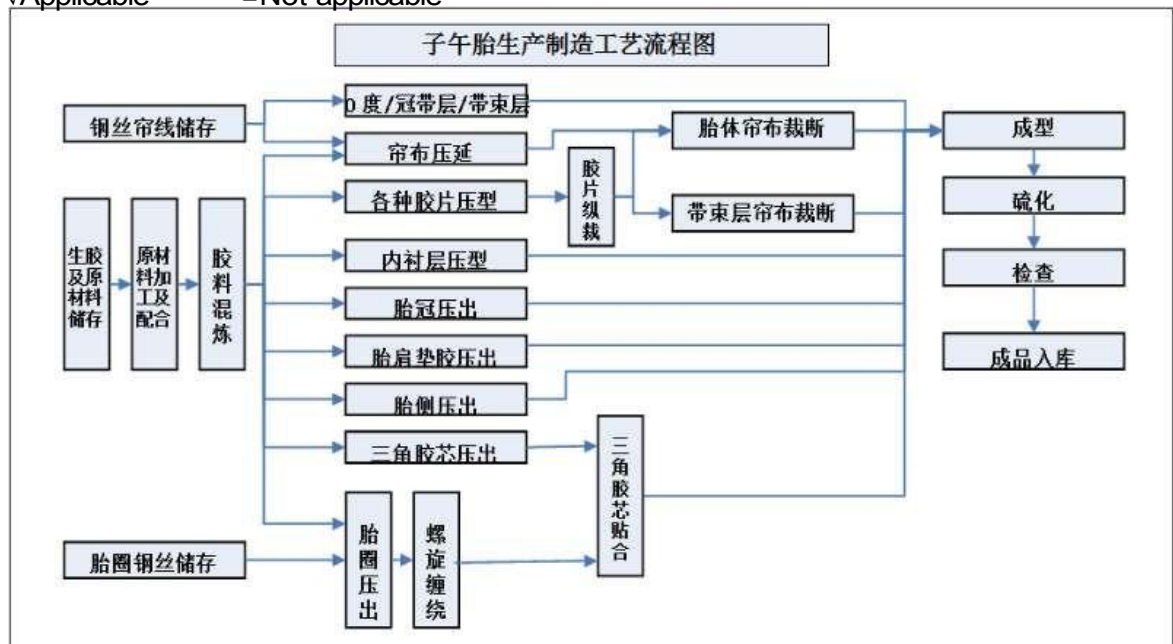 √Applicable =Not applicable
子午胎生产制造工艺流程图
钢丝帘线储存
0 度/冠带层/带束层
帘布压延
各种胶片压型
内衬层压型
胎冠压出
胎肩垫胶压出
胎侧压出
三角胶芯压出
胶片纵裁
胎体帘布裁断
带束层帘布裁断
成型
硫化
检查
成品入库
生胶及原材料储存
原材料加工及配合
胶料混炼
三角胶芯贴合
胎圈钢丝储存
胎圈压出
螺旋缠绕